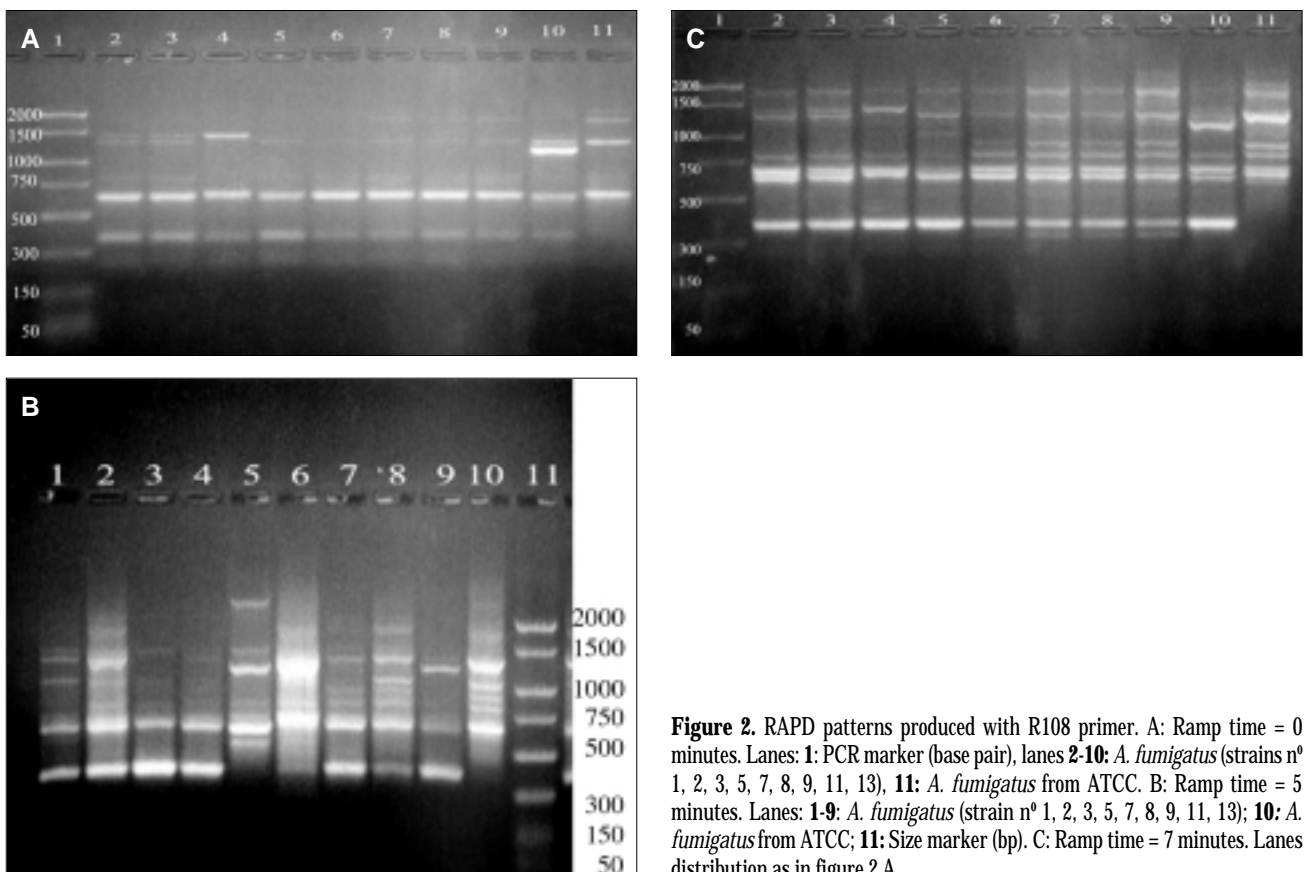 A
1 2 3 4 5 6 7 8 9 10 11
2000
1500
1000
750
500
300
150
50
C
1 2 3 4 5 6 7 8 9 10 11
2000
1500
1000
750
500
300
150
50
B
1 2 3 4 5 6 7 8 9 10 11
2000
1500
1000
750
500
300
150
50
Figure 2. RAPD patterns produced with R108 primer. A: Ramp time = 0
minutes. Lanes: 1: PCR marker (base pair), lanes 2-10: A. fumigatus (strains nº
1, 2, 3, 5, 7, 8, 9, 11, 13), 11: A. fumigatus from ATCC. B: Ramp time = 5
minutes. Lanes: 1-9: A. fumigatus (strain nº 1, 2, 3, 5, 7, 8, 9, 11, 13); 10: A.
fumigatus from ATCC; 11: Size marker (bp). C: Ramp time = 7 minutes. Lanes
distribution as in figure 2 A.